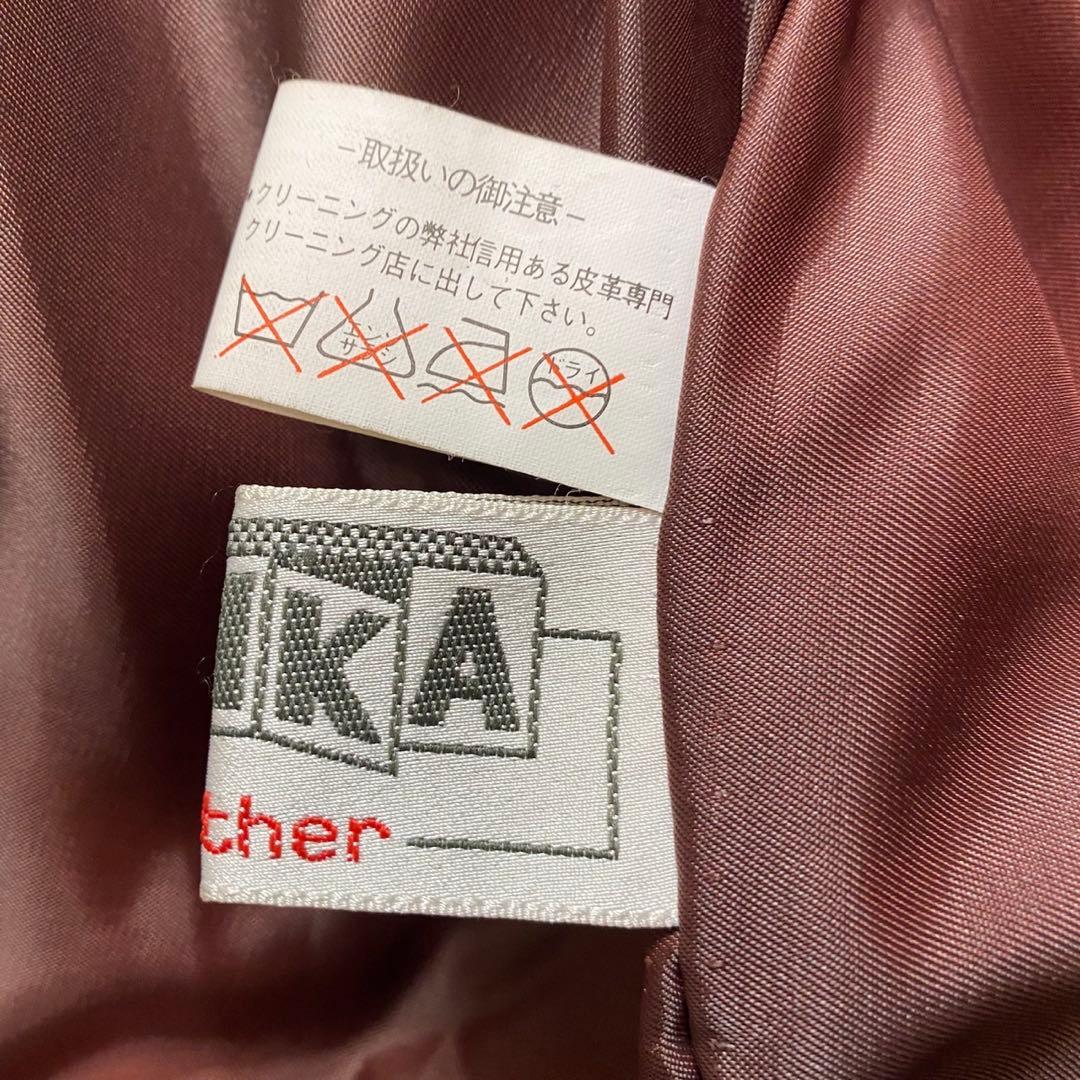 -取扱いの御注意-
クリーニングの弊社信用ある皮革専門
クリーニング店に出して下さい。
エンソ
サラシ
ドライ
KA
ther